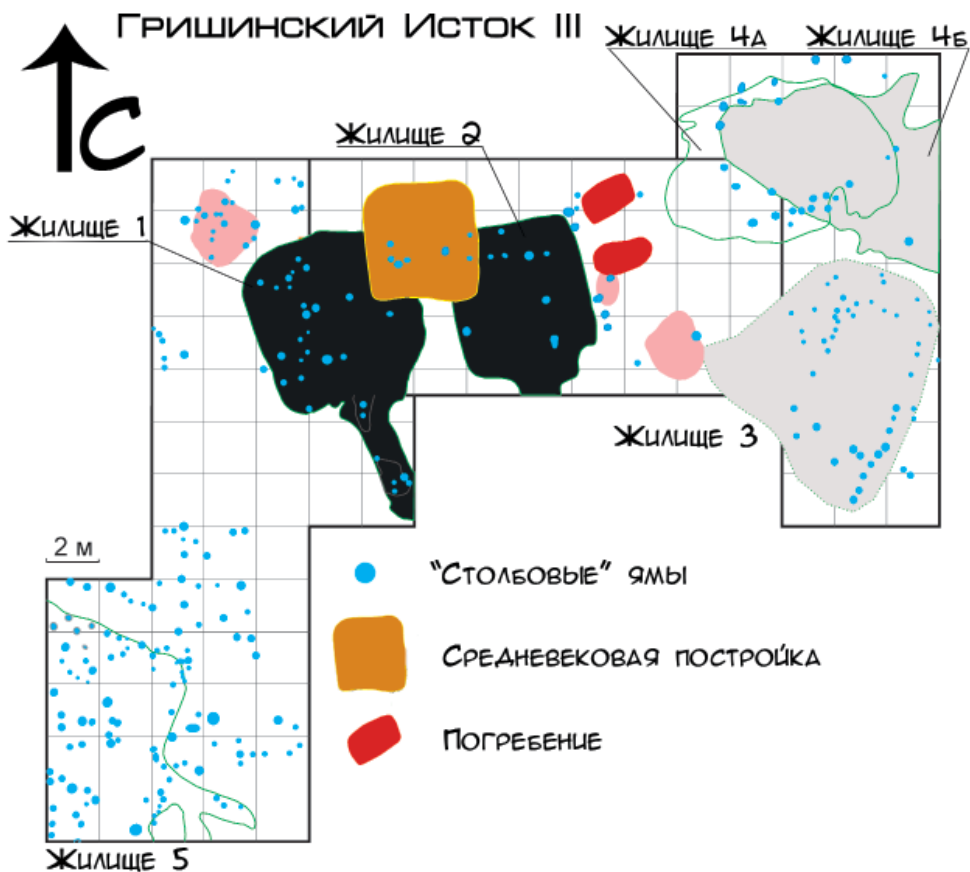 Гришинский Исток III
С
Жилище 4а
Жилище 4б
Жилище 2
Жилище 1
Жилище 3
2 м
"Столбовые" ямы
Средневековая постройка
Погребение
Жилище 5